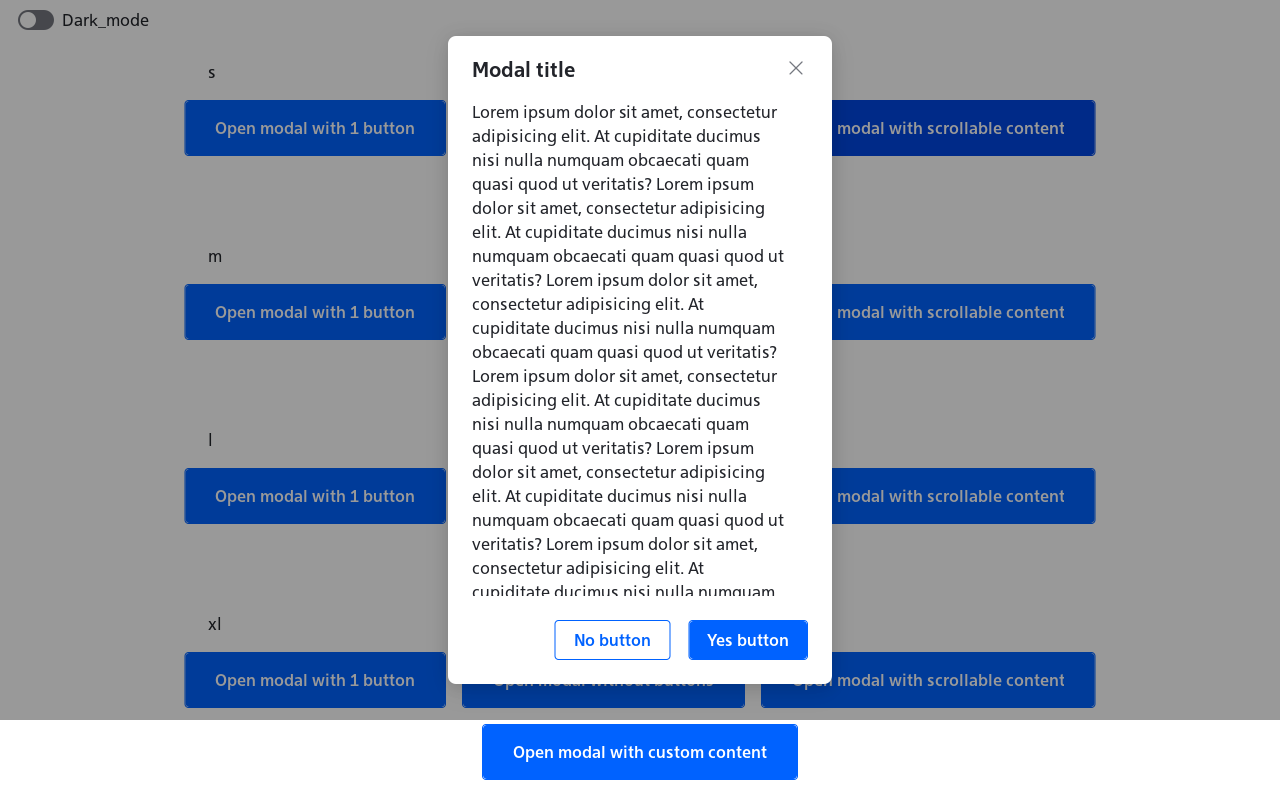 Dark_mode
Modal title
s
Open modal with 1 button
modal with scrollable content
Lorem ipsum dolor sit amet, consectetur
adipisicing elit. At cupiditate ducimus
nisi nulla numquam obcaecati quam
quasi quod ut veritatis? Lorem ipsum
dolor sit amet, consectetur adipisicing
elit. At cupiditate ducimus nisi nulla
numquam obcaecati quam quasi quod ut
veritatis? Lorem ipsum dolor sit amet,
consectetur adipisicing elit. At
cupiditate ducimus nisi nulla numquam
obcaecati quam quasi quod ut veritatis?
Lorem ipsum dolor sit amet, consectetur
adipisicing elit. At cupiditate ducimus
nisi nulla numquam obcaecati quam
quasi quod ut veritatis? Lorem ipsum
dolor sit amet, consectetur adipisicing
elit. At cupiditate ducimus nisi nulla
numquam obcaecati quam quasi quod ut
veritatis? Lorem ipsum dolor sit amet,
consectetur adipisicing elit. At
cupiditate ducimus nisi nulla numquam
m
Open modal with 1 button
modal with scrollable content
l
Open modal with 1 button
modal with scrollable content
No button
Yes button
xl
Open modal with 1 button
Open modal without buttons
Open modal with scrollable content
Open modal with custom content